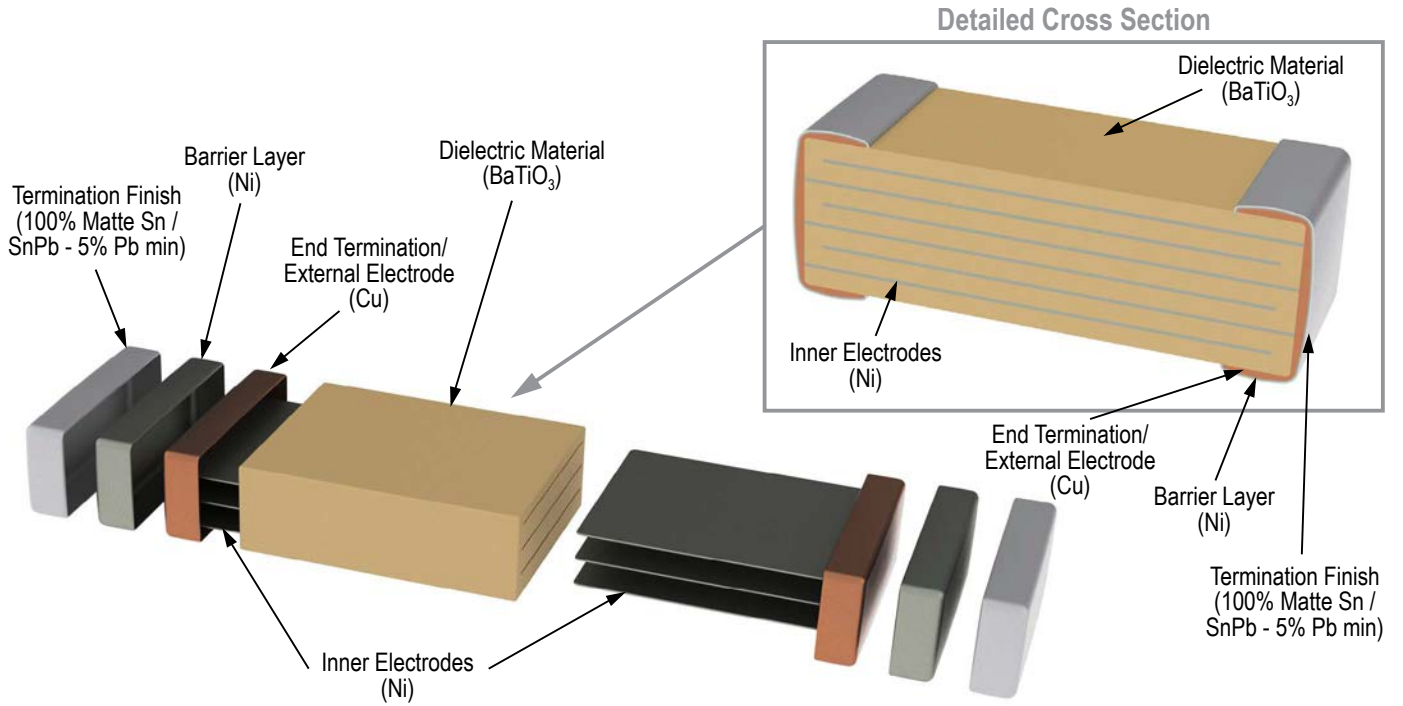 Detailed Cross Section
Dielectric Material
(BaTiO₃)
Inner Electrodes
(Ni)
End Termination/
External Electrode
(Cu)
Barrier Layer
(Ni)
Termination Finish
(100% Matte Sn /
SnPb - 5% Pb min)
Termination Finish
(100% Matte Sn /
SnPb - 5% Pb min)
Barrier Layer
(Ni)
End Termination/
External Electrode
(Cu)
Dielectric Material
(BaTiO₃)
Inner Electrodes
(Ni)